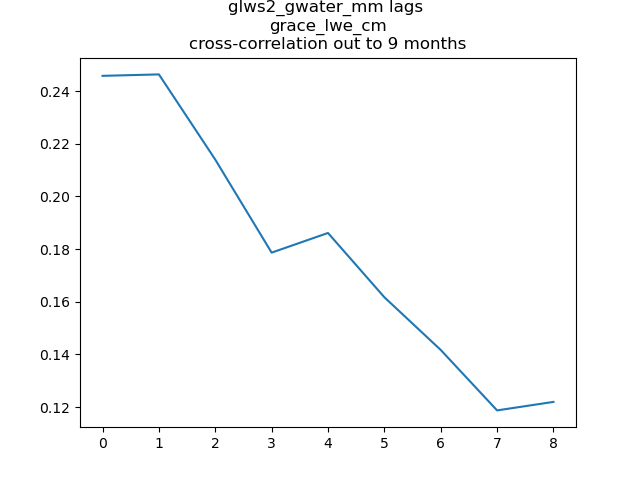 glws2_gwater_mm lags
grace_lwe_cm
cross-correlation out to 9 months
0.24
0.22
0.20
0.18
0.16
0.14
0.12
0 1 2 3 4 5 6 7 8